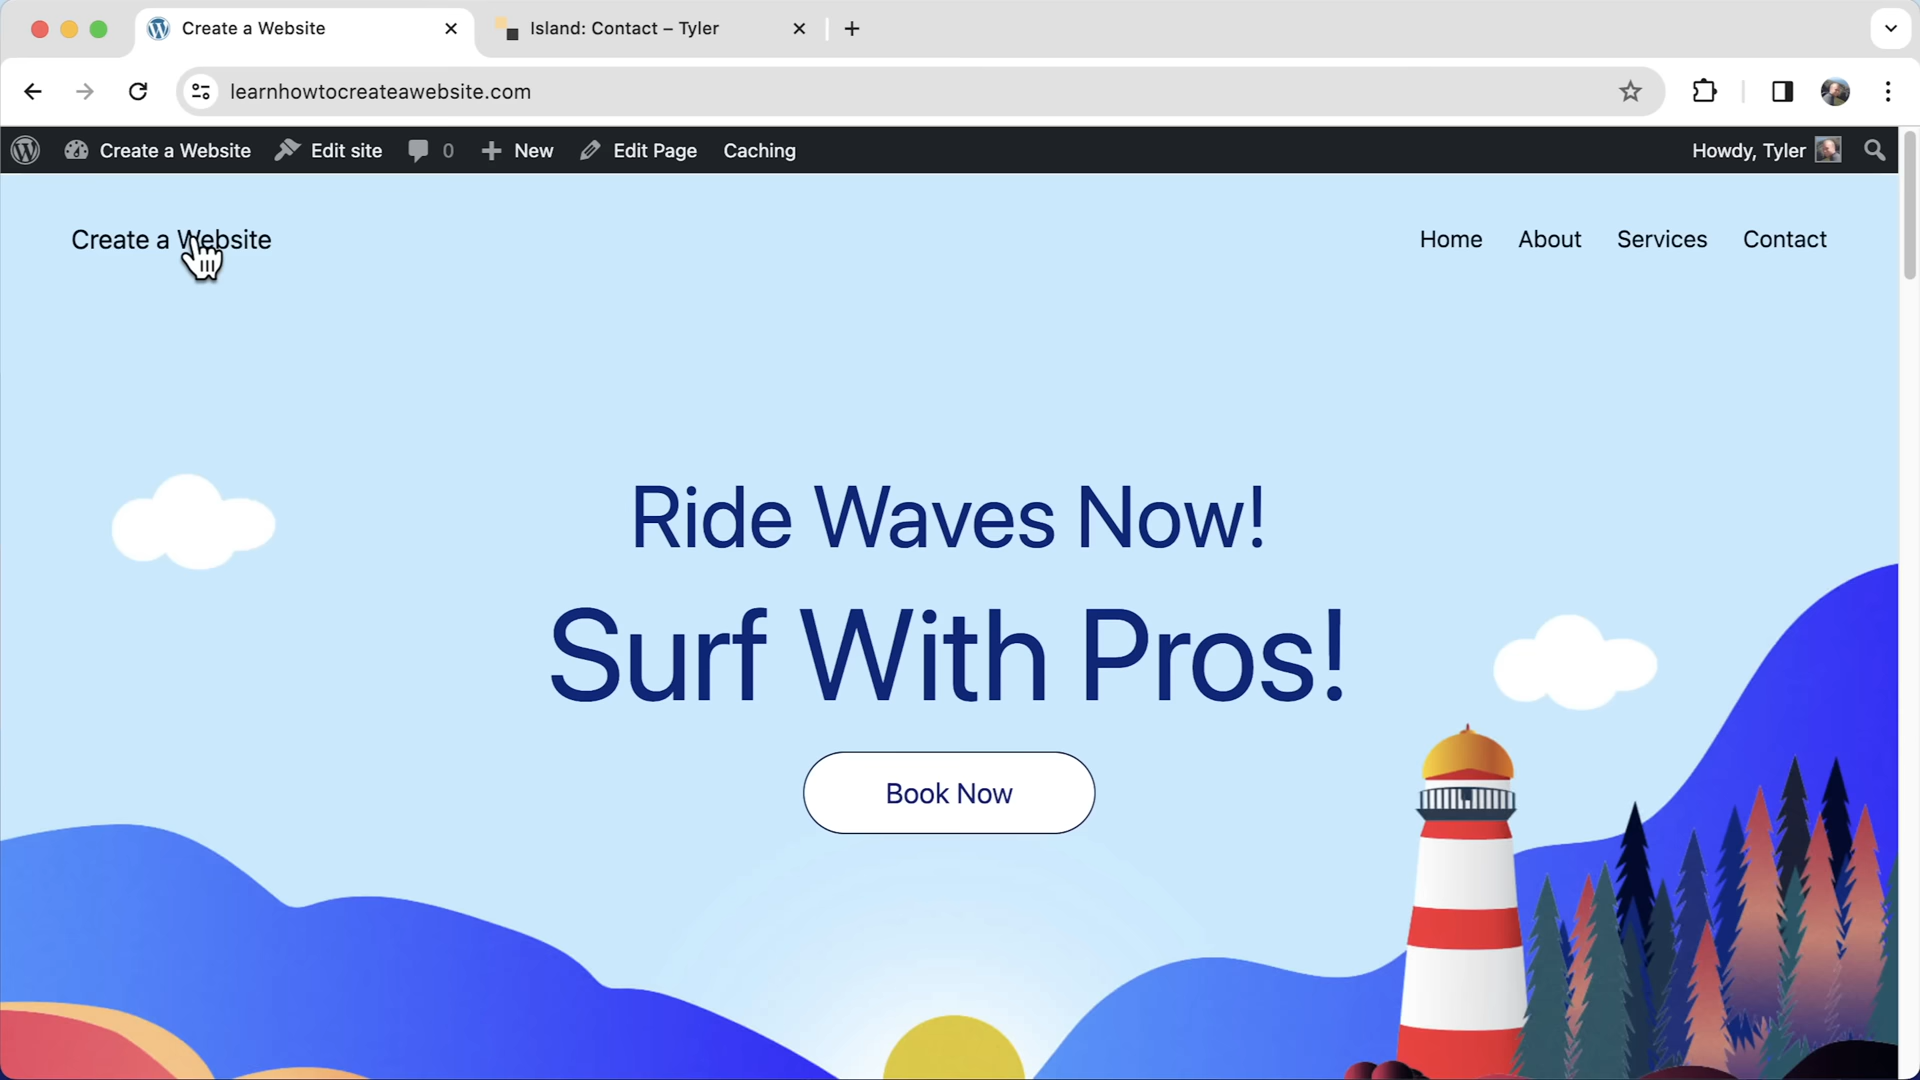 Create a Website
Island: Contact – Tyler
learnhowtocreateawebsite.com
Create a Website Edit site 0 New Edit Page Caching Howdy, Tyler
Create a Website Home About Services Contact
Ride Waves Now!
Surf With Pros!
Book Now